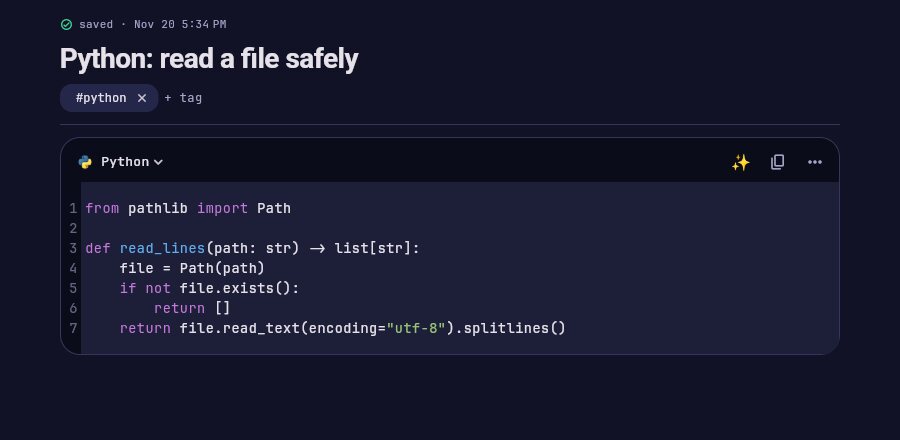 saved · Nov 20 5:34 PM
Python: read a file safely
#python × + tag
Python
1 from pathlib import Path
2
3 def read_lines(path: str) -> list[str]:
4     file = Path(path)
5     if not file.exists():
6         return []
7     return file.read_text(encoding="utf-8").splitlines()